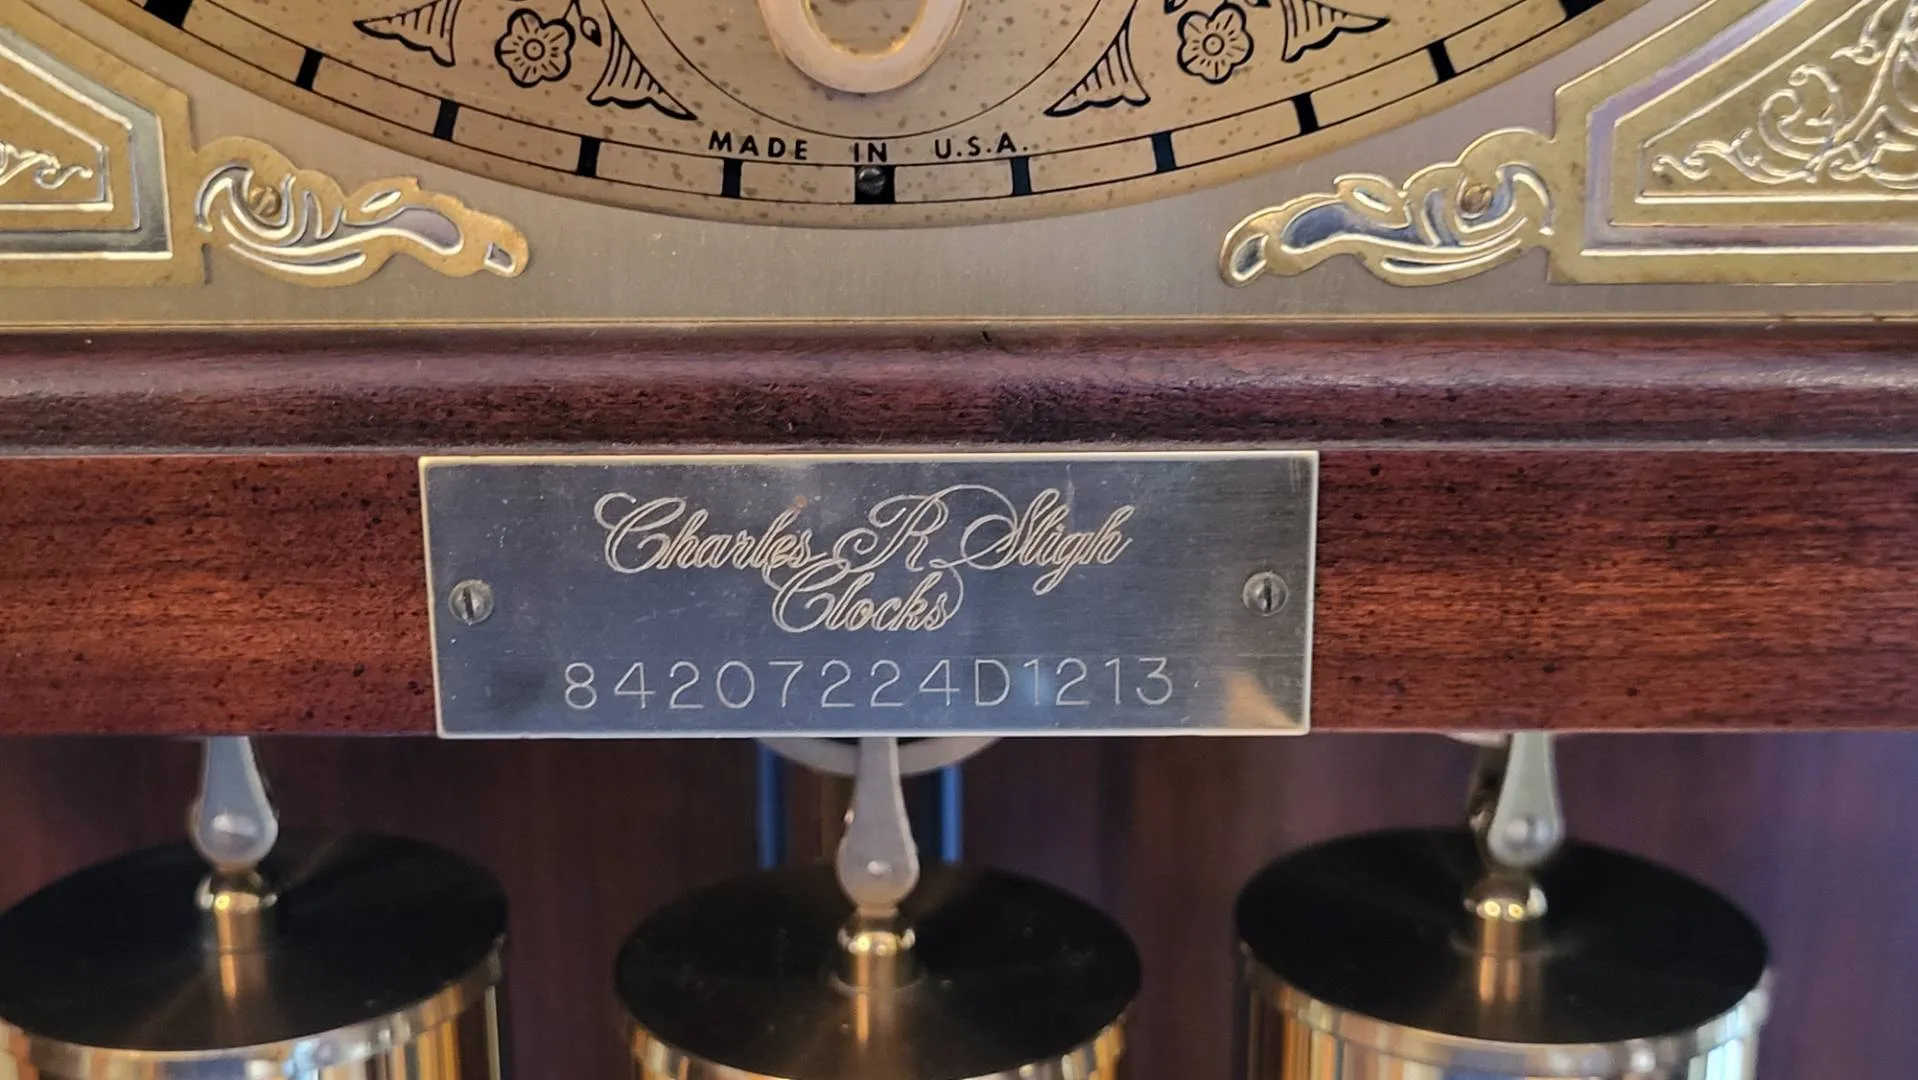 MADE IN U.S.A.
Charles R Sligh
Clocks
84207224D1213